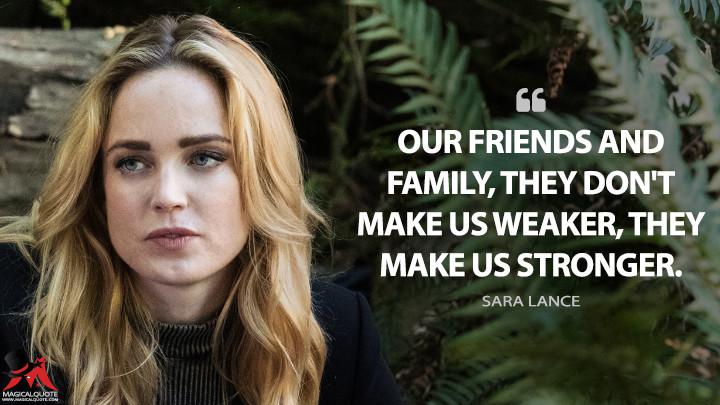 ❝
OUR FRIENDS AND
FAMILY, THEY DON'T
MAKE US WEAKER, THEY
MAKE US STRONGER.
SARA LANCE
MAGICALQUOTE
WWW.MAGICALQUOTE.COM